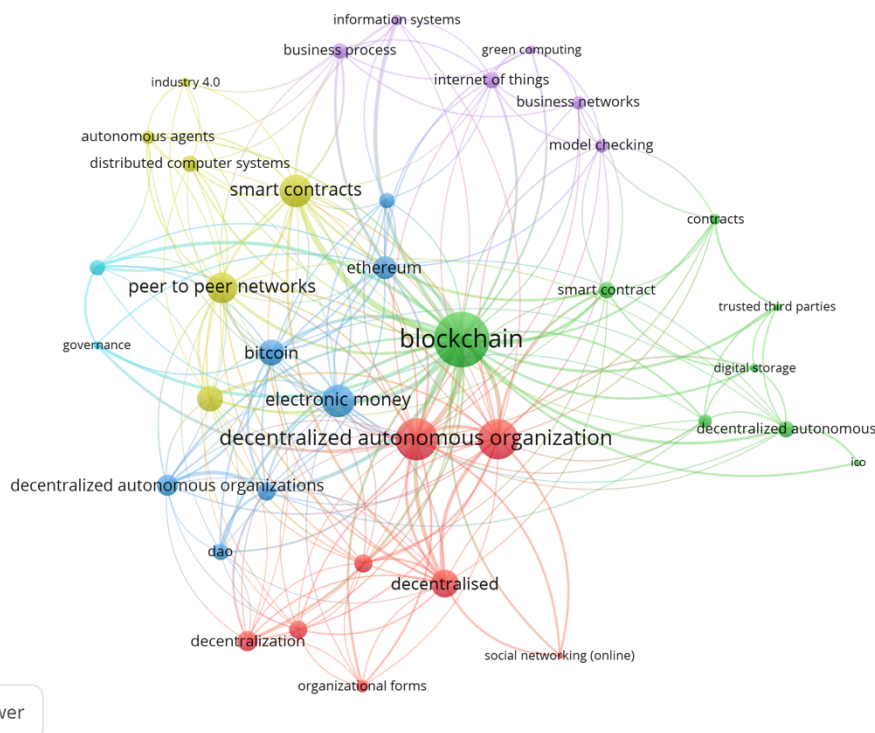 information systems
business process
green computing
internet of things
industry 4.0
business networks
autonomous agents
model checking
distributed computer systems
smart contracts
contracts
ethereum
peer to peer networks
smart contract
trusted third parties
blockchain
governance
bitcoin
digital storage
electronic money
decentralized autonomous
decentralized autonomous organization
ico
decentralized autonomous organizations
dao
decentralised
decentralization
social networking (online)
organizational forms